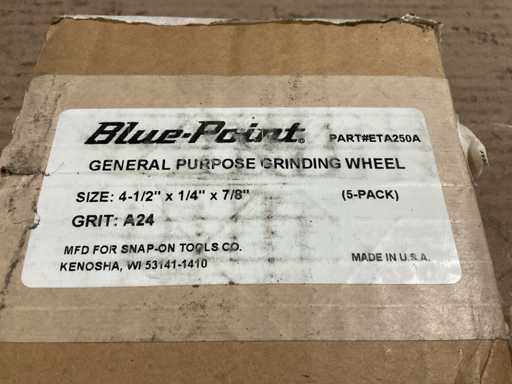 Blue-Point® PART#ETA250A
GENERAL PURPOSE GRINDING WHEEL
SIZE: 4-1/2" x 1/4" x 7/8" (5-PACK)
GRIT: A24
MFD FOR SNAP-ON TOOLS CO.
KENOSHA, WI 53141-1410 MADE IN U.S.A.